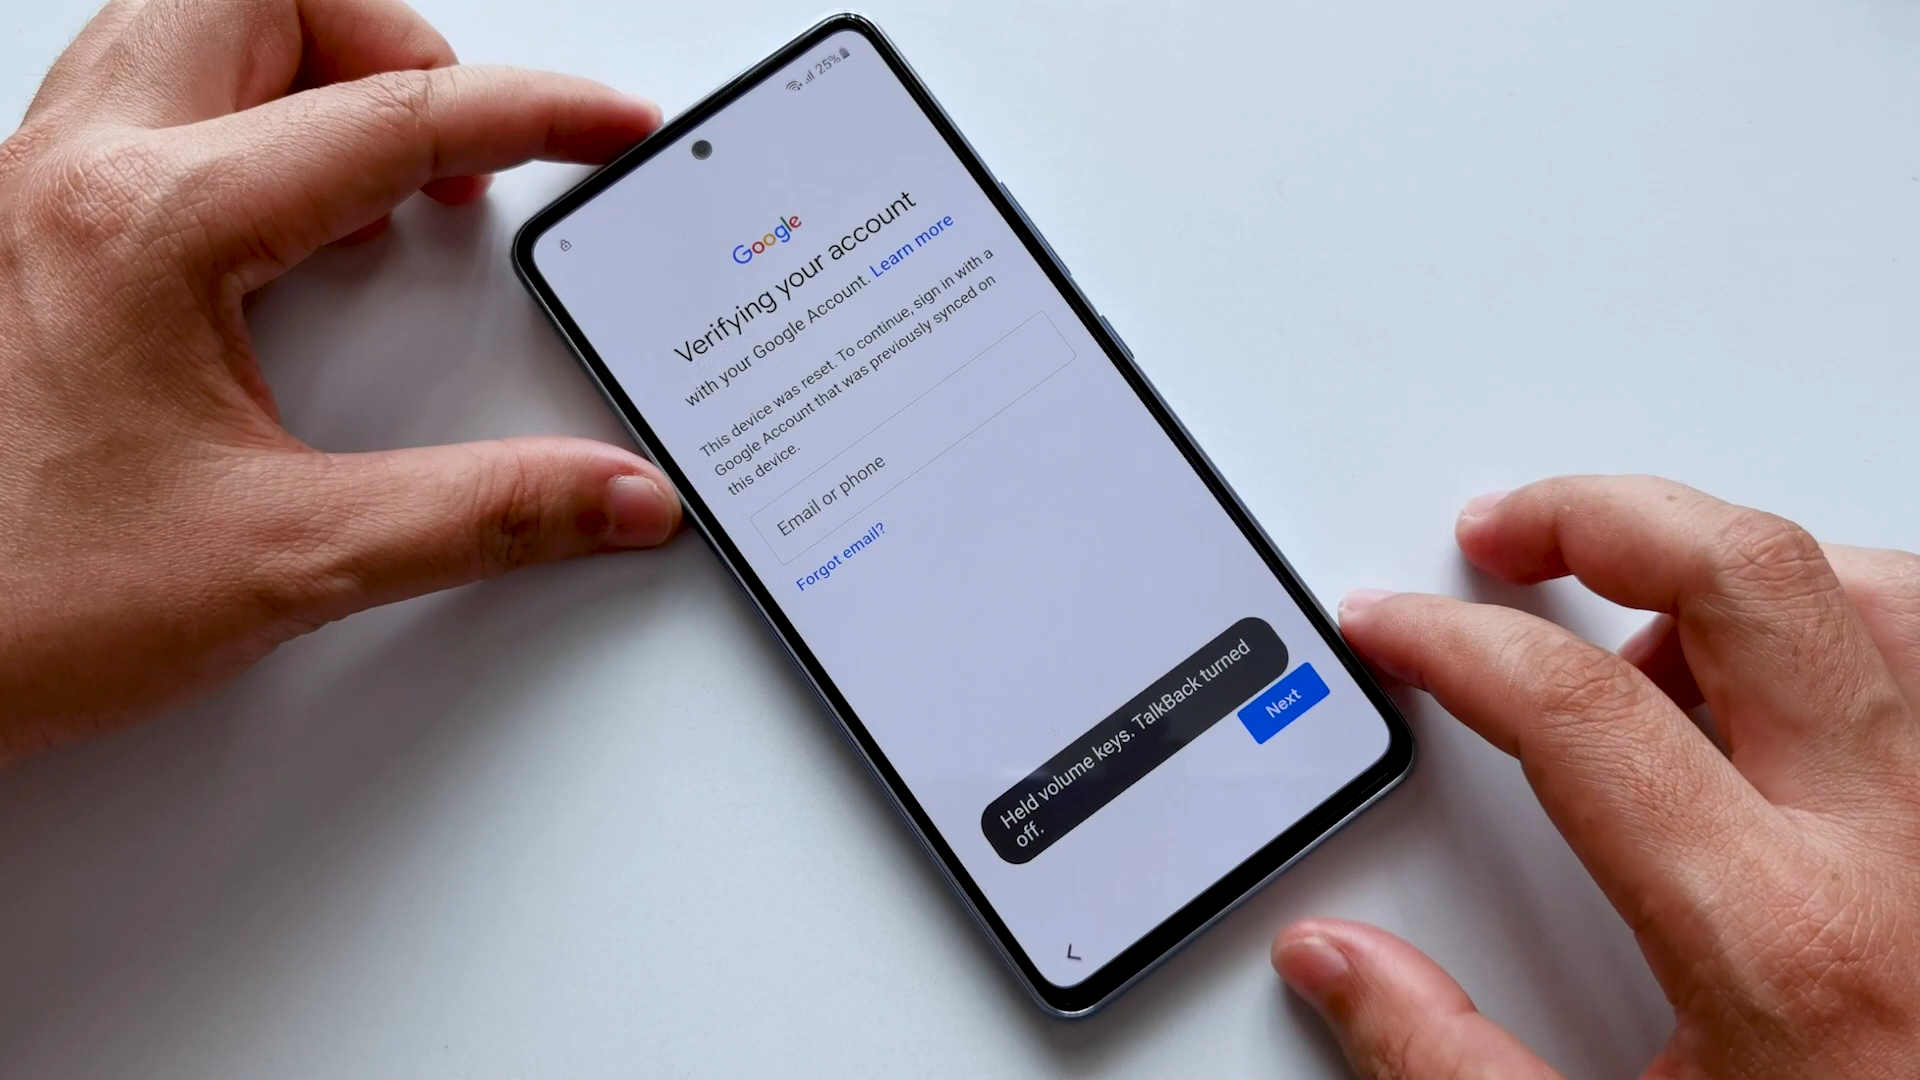 25%
Google
Verifying your account
with your Google Account. Learn more
This device was reset. To continue, sign in with a
Google Account that was previously synced on
this device.
Email or phone
Forgot email?
Held volume keys. TalkBack turned
off.
Next